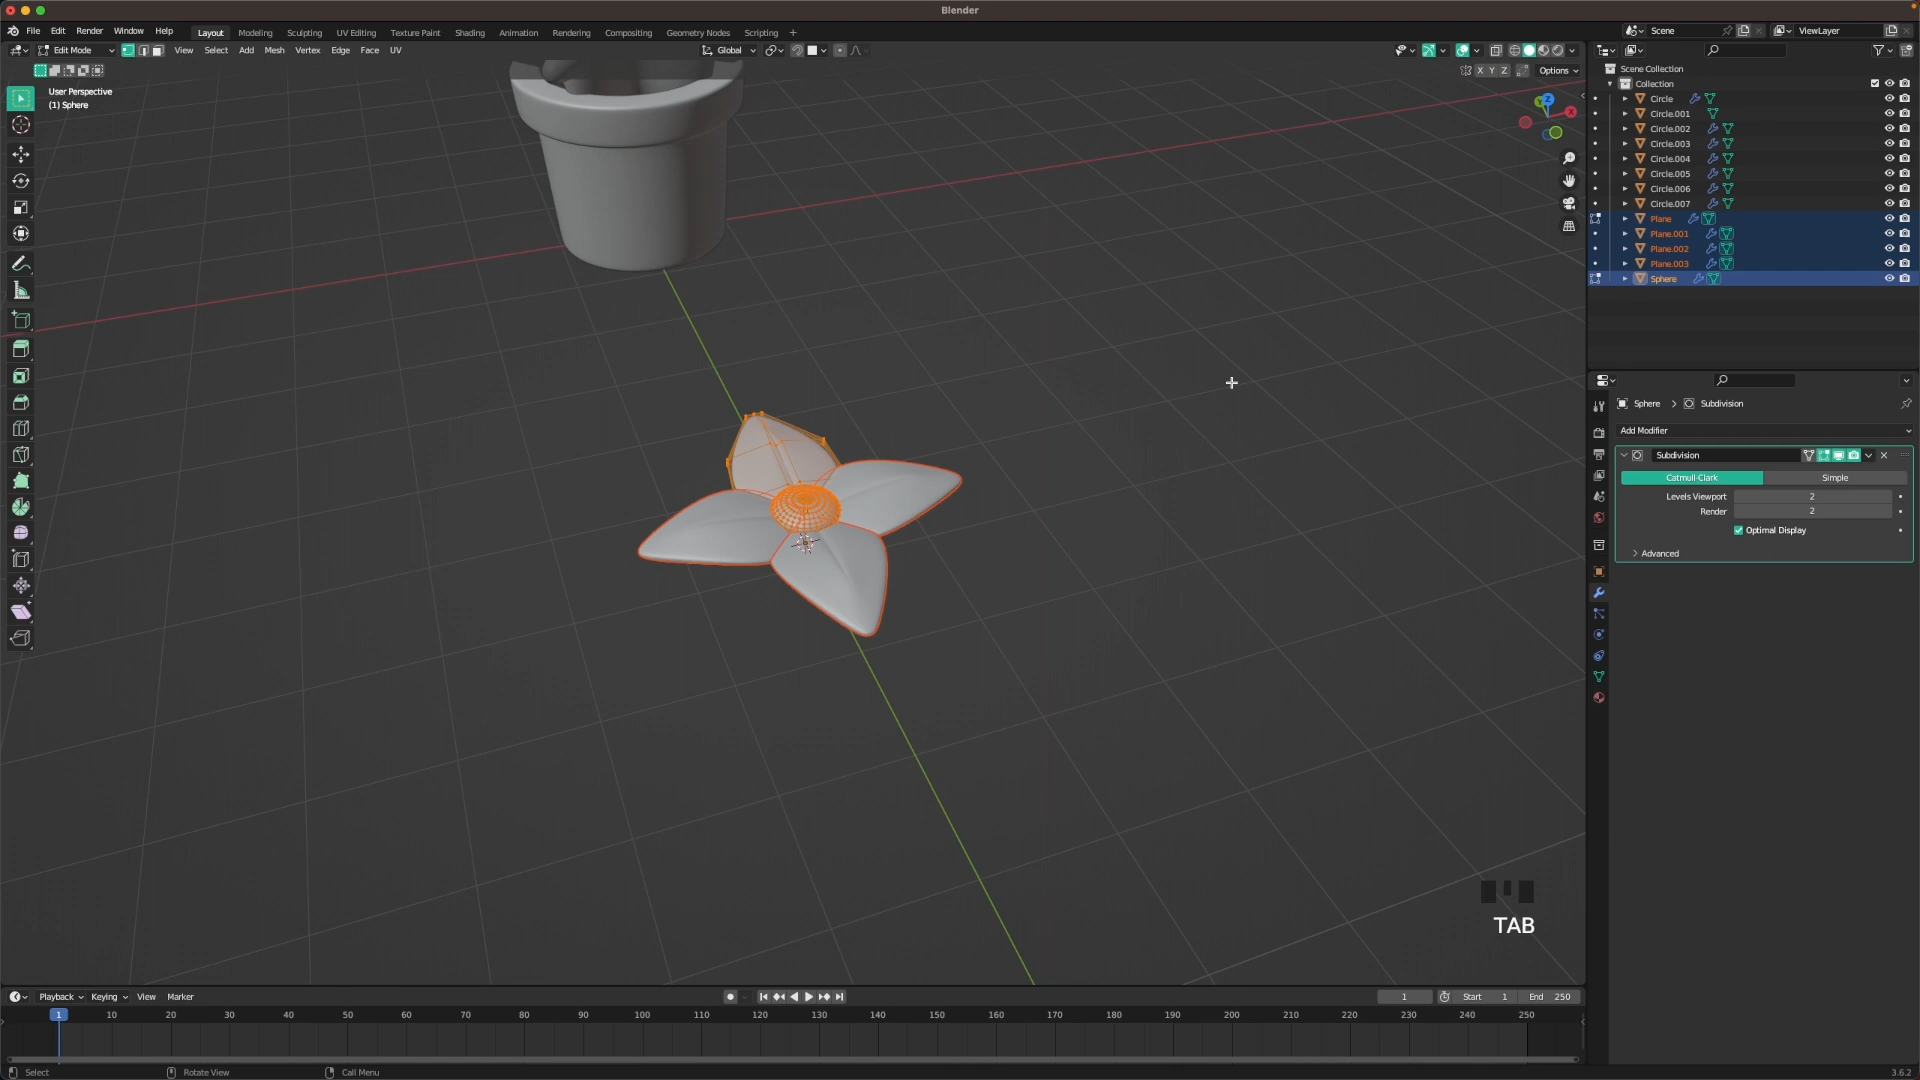 Blender
File Edit Render Window Help Layout Modeling Sculpting UV Editing Texture Paint Shading Animation Rendering Compositing Geometry Nodes Scripting + Scene ViewLayer
Edit Mode View Select Add Mesh Vertex Edge Face UV Global
X Y Z Options
User Perspective
(1) Sphere
Scene Collection
Collection
Circle
Circle.001
Circle.002
Circle.003
Circle.004
Circle.005
Circle.006
Circle.007
Plane
Plane.001
Plane.002
Plane.003
Sphere
Z
X
Y
Sphere > Subdivision
Add Modifier
Subdivision
Catmull-Clark Simple
Levels Viewport 2
Render 2
Optimal Display
Advanced
TAB
Playback Keying View Marker 1 Start 1 End 250
1 10 20 30 40 50 60 70 80 90 100 110 120 130 140 150 160 170 180 190 200 210 220 230 240 250
Select Rotate View Call Menu 3.6.2